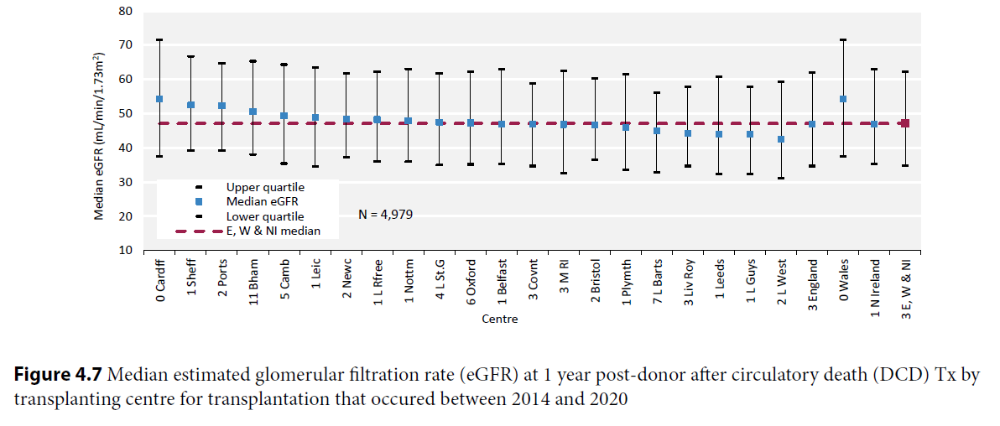 80
70
60
50
40
30
20
10
Median eGFR (mL/min/1.73m²)
Upper quartile
Median eGFR
Lower quartile
E, W & NI median
N = 4,979
0 Cardff
1 Sheff
2 Ports
11 Bham
5 Camb
1 Leic
2 Newc
1 L Rfree
1 Nottm
4 L St.G
6 Oxford
1 Belfast
3 Covnt
3 M RI
2 Bristol
1 Plymth
7 L Barts
3 Liv Roy
1 Leeds
1 L Guys
2 L West
3 England
0 Wales
1 N Ireland
3 E, W & NI
Centre
Figure 4.7 Median estimated glomerular filtration rate (eGFR) at 1 year post-donor after circulatory death (DCD) Tx by
transplanting centre for transplantation that occured between 2014 and 2020